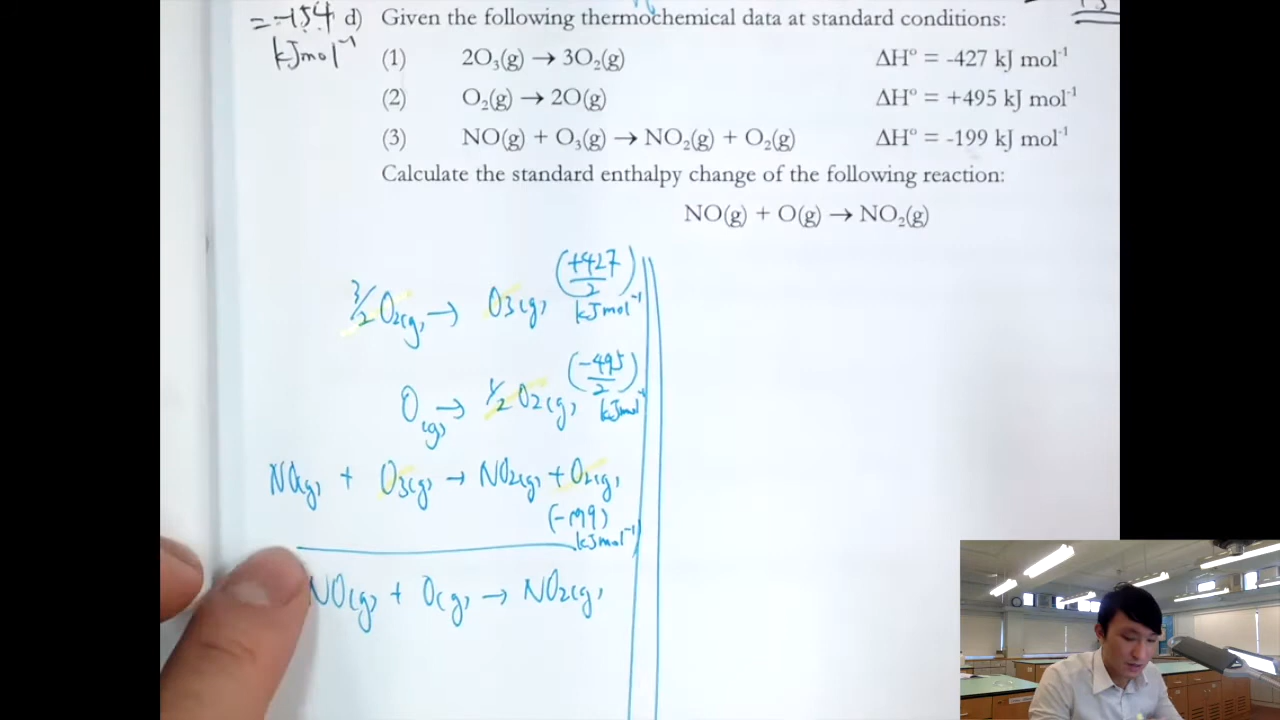 =-154 d) Given the following thermochemical data at standard conditions:
kJmol⁻¹ (1) 2O₃(g) → 3O₂(g) ΔH° = -427 kJ mol⁻¹
(2) O₂(g) → 2O(g) ΔH° = +495 kJ mol⁻¹
(3) NO(g) + O₃(g) → NO₂(g) + O₂(g) ΔH° = -199 kJ mol⁻¹
Calculate the standard enthalpy change of the following reaction:
NO(g) + O(g) → NO₂(g)
3/2 O₂(g) → O₃(g) (+427/2) kJmol⁻¹
O(g) → 1/2 O₂(g) (-495/2) kJmol⁻¹
NO(g) + O₃(g) → NO₂(g) + O₂(g)
(-199)
kJmol⁻¹
NO(g) + O(g) → NO₂(g)